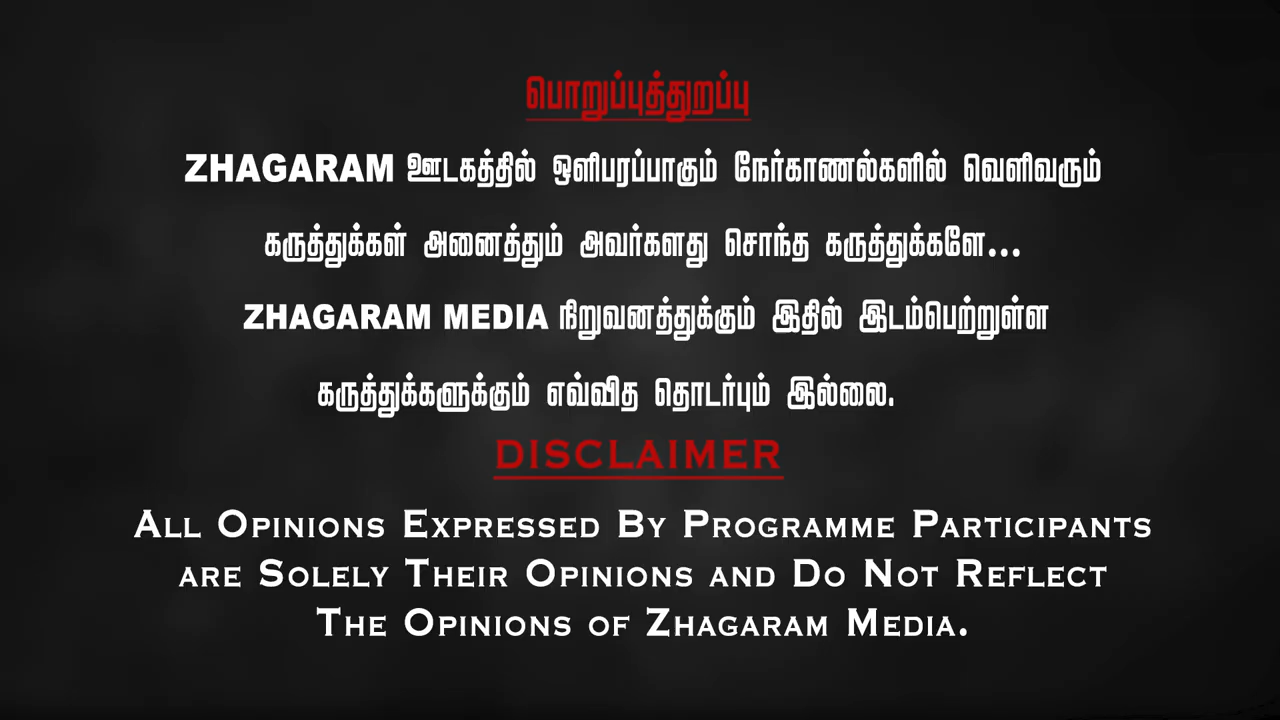 பொறுப்புத்துறப்பு
ZHAGARAM ஊடகத்தில் ஒளிபரப்பாகும் நேர்காணல்களில் வெளிவரும்
கருத்துக்கள் அனைத்தும் அவர்களது சொந்த கருத்துக்களே...
ZHAGARAM MEDIA நிறுவனத்துக்கும் இதில் இடம்பெற்றுள்ள
கருத்துக்களுக்கும் எவ்வித தொடர்பும் இல்லை.
DISCLAIMER
All Opinions Expressed By Programme Participants
are Solely Their Opinions and Do Not Reflect
The Opinions of Zhagaram Media.